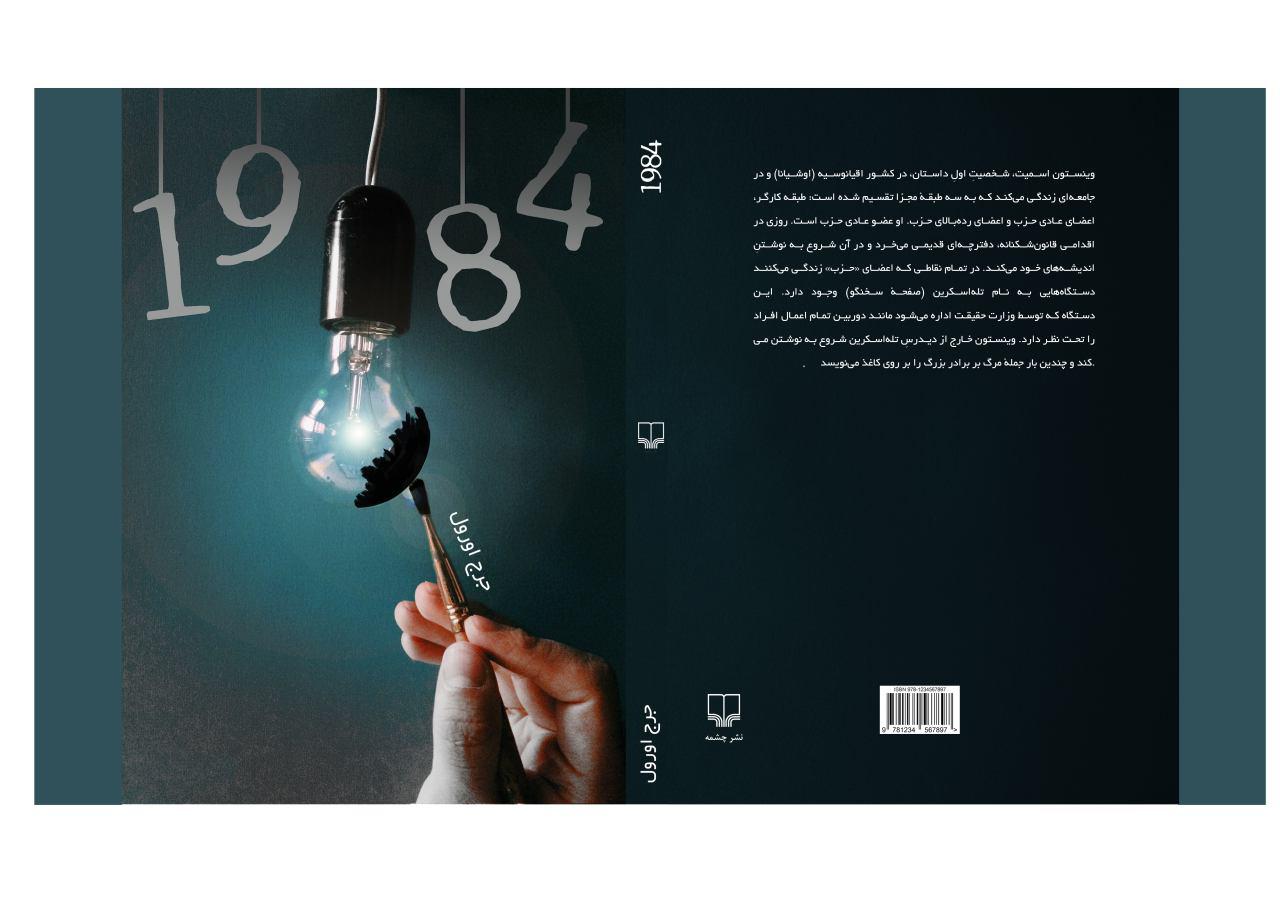 1984
جرج اورول
1984
جرج اورول
وینستون اسمیت، شخصیتِ اولِ داستان، در کشور اقیانوسیه (اوشیانا) و در
جامعه‌ای زندگی می‌کند که به سه طبقهٔ مجزا تقسیم شده است: طبقه کارگر،
اعضای عادی حزب و اعضای رده‌بالای حزب. او عضو عادی حزب است. روزی در
اقدامی قانون‌شکنانه، دفترچه‌ای قدیمی می‌خرد و در آن شروع به نوشتنِ
اندیشه‌های خود می‌کند. در تمام نقاطی که اعضای «حزب» زندگی می‌کنند
دستگاه‌هایی به نام تله‌اسکرین (صفحهٔ سخنگو) وجود دارد. این
دستگاه که توسط وزارت حقیقت اداره می‌شود مانند دوربین تمام اعمال افراد
را تحت نظر دارد. وینستون خارج از دیدرسِ تله‌اسکرین شروع به نوشتن می
.کند و چندین بار جملهٔ مرگ بر برادر بزرگ را بر روی کاغذ می‌نویسد .
نشر چشمه
ISBN 978-1234567897
9 781234 567897 >